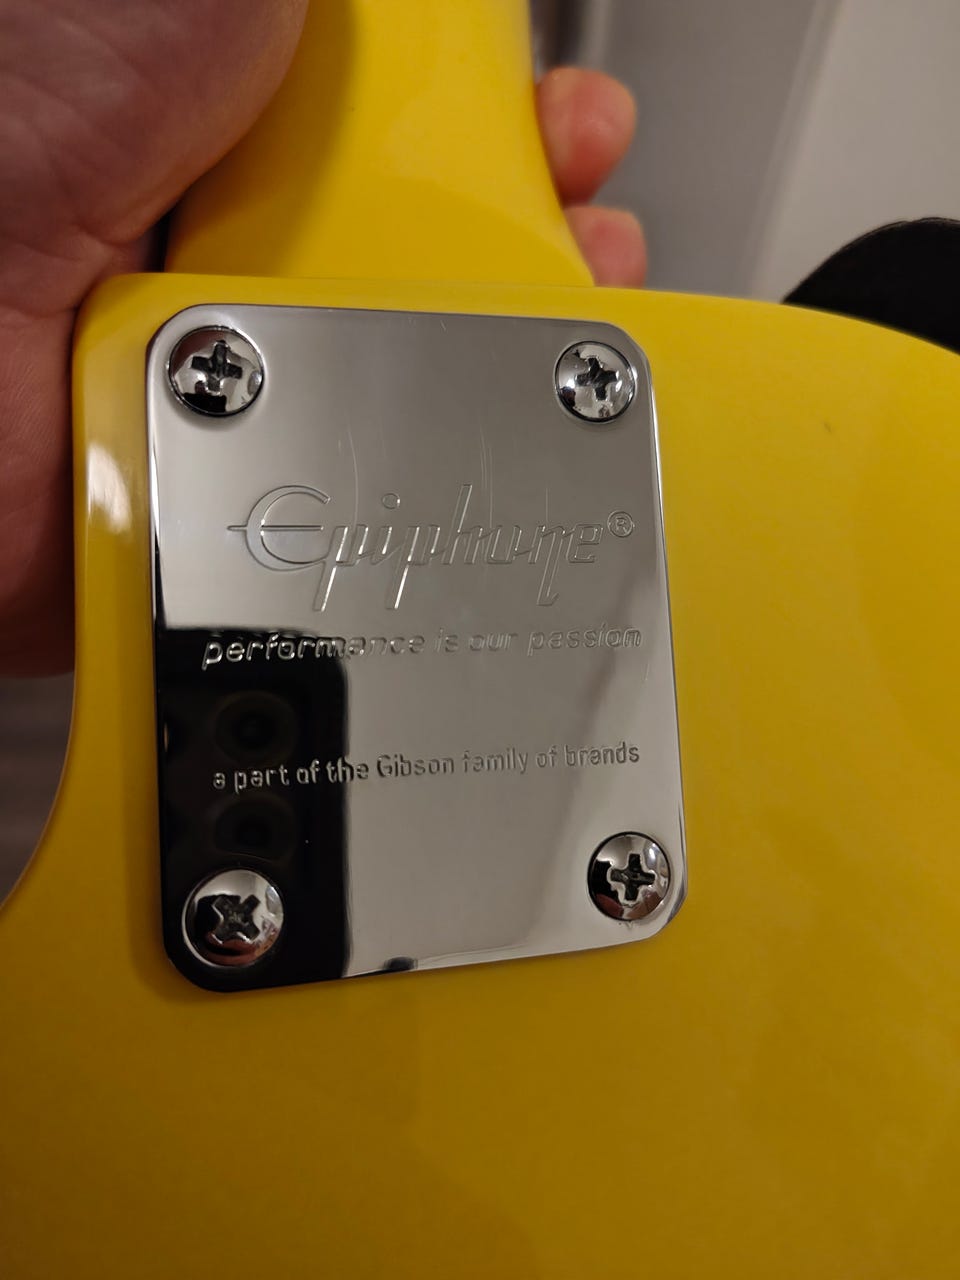 Epiphone®
performance is our passion
a part of the Gibson family of brands